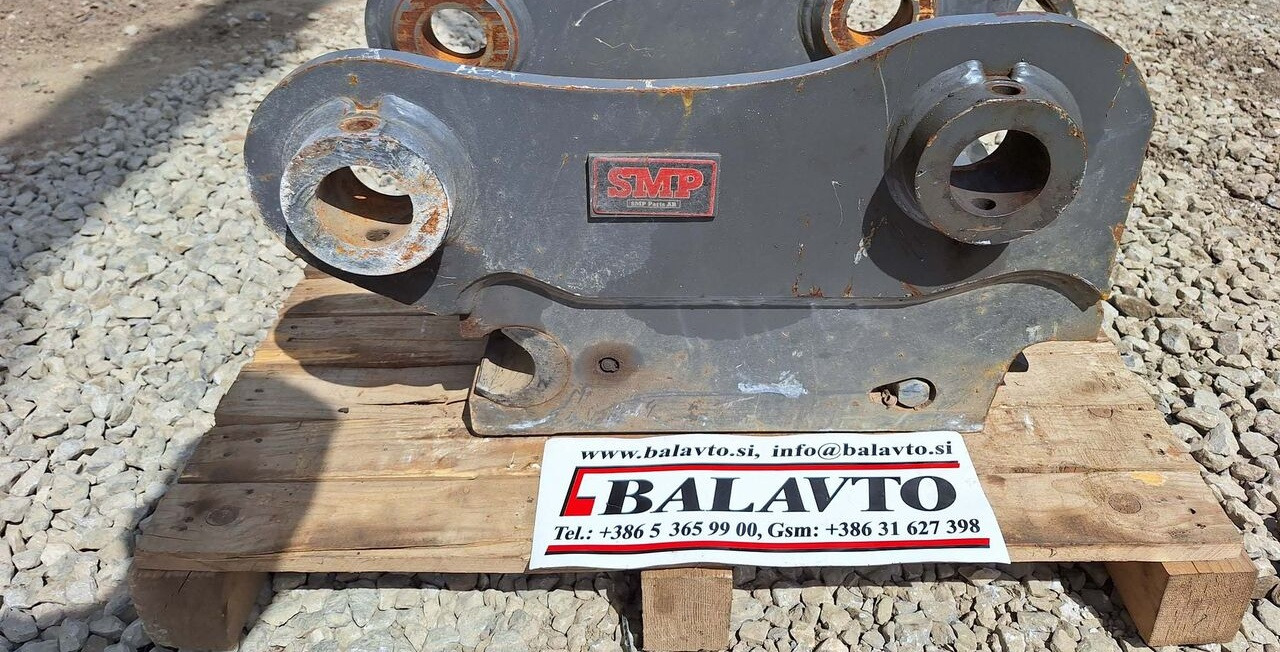 SMP
SMP Parts AB
www.balavto.si, info@balavto.si
BALAVTO
Tel.: +386 5 365 99 00, Gsm: +386 31 627 398